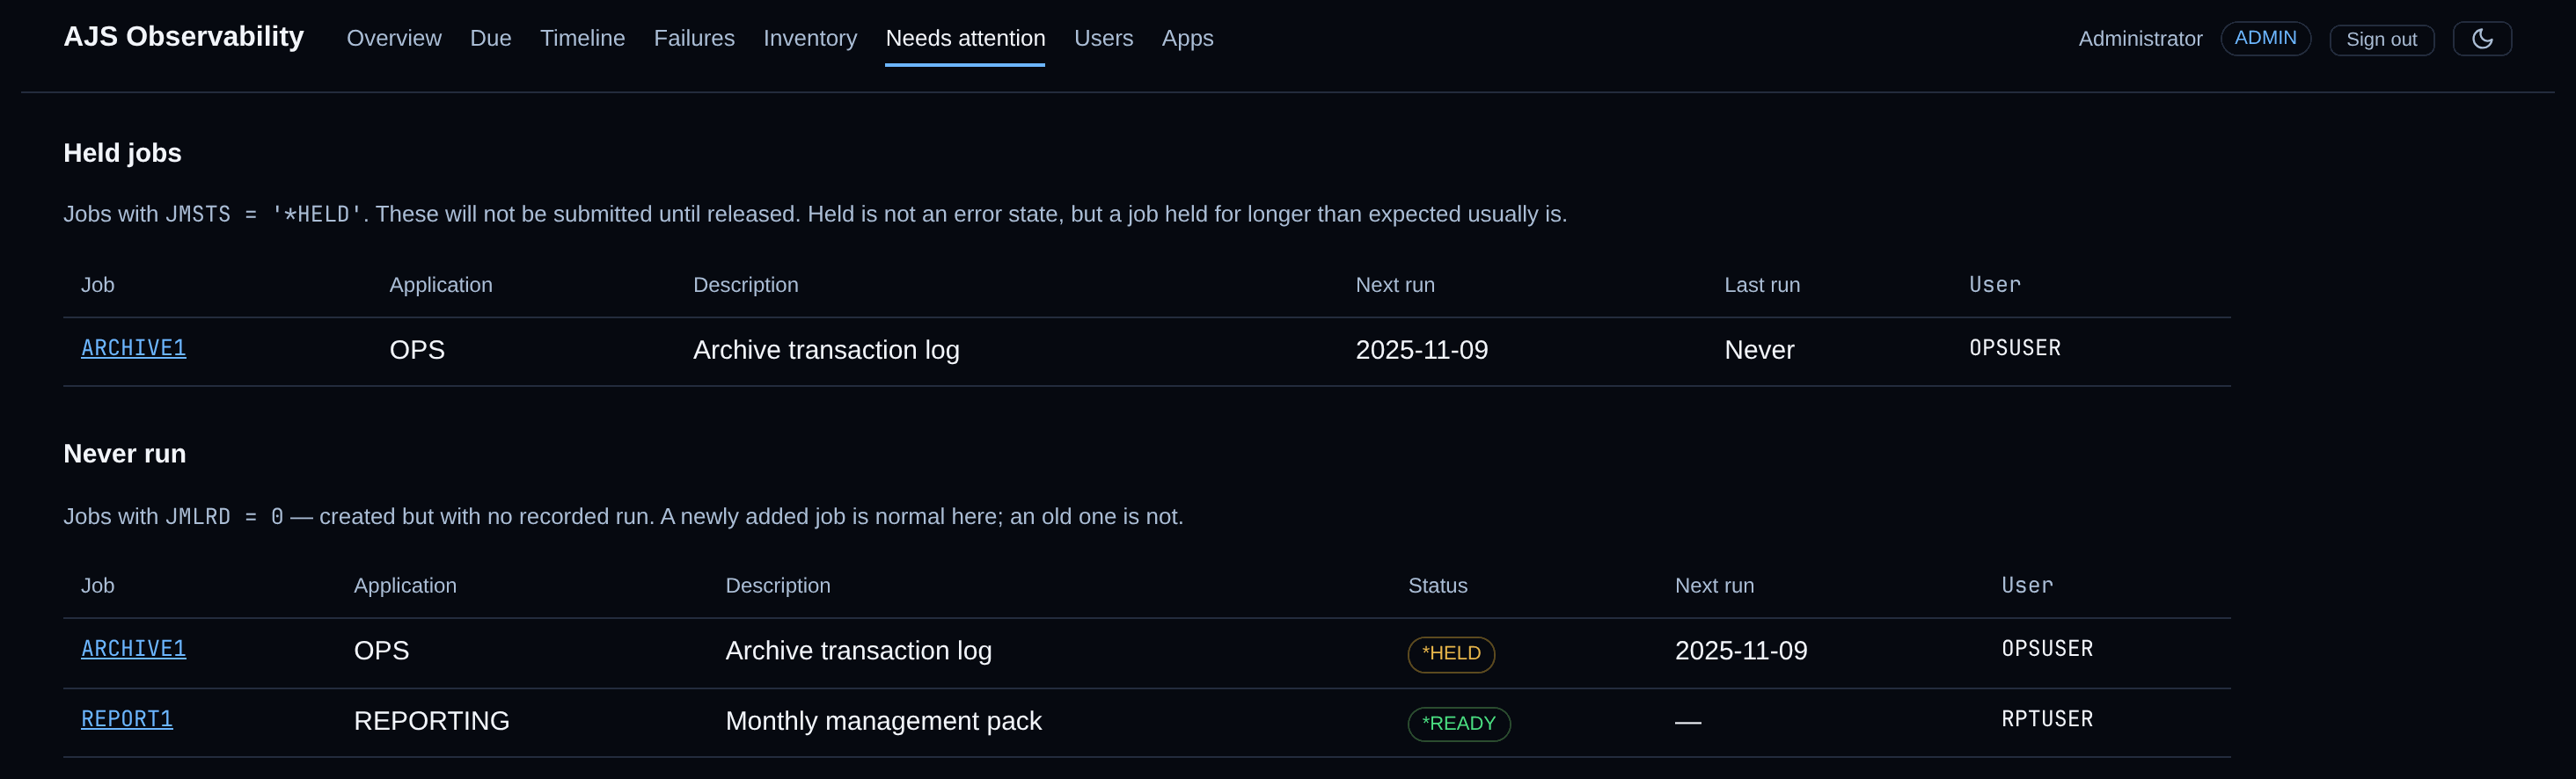 AJS Observability Overview Due Timeline Failures Inventory Needs attention Users Apps Administrator ADMIN Sign out
Held jobs
Jobs with JMSTS = '*HELD'. These will not be submitted until released. Held is not an error state, but a job held for longer than expected usually is.
Job Application Description Next run Last run User
ARCHIVE1 OPS Archive transaction log 2025-11-09 Never OPSUSER
Never run
Jobs with JMLRD = 0 — created but with no recorded run. A newly added job is normal here; an old one is not.
Job Application Description Status Next run User
ARCHIVE1 OPS Archive transaction log *HELD 2025-11-09 OPSUSER
REPORT1 REPORTING Monthly management pack *READY — RPTUSER